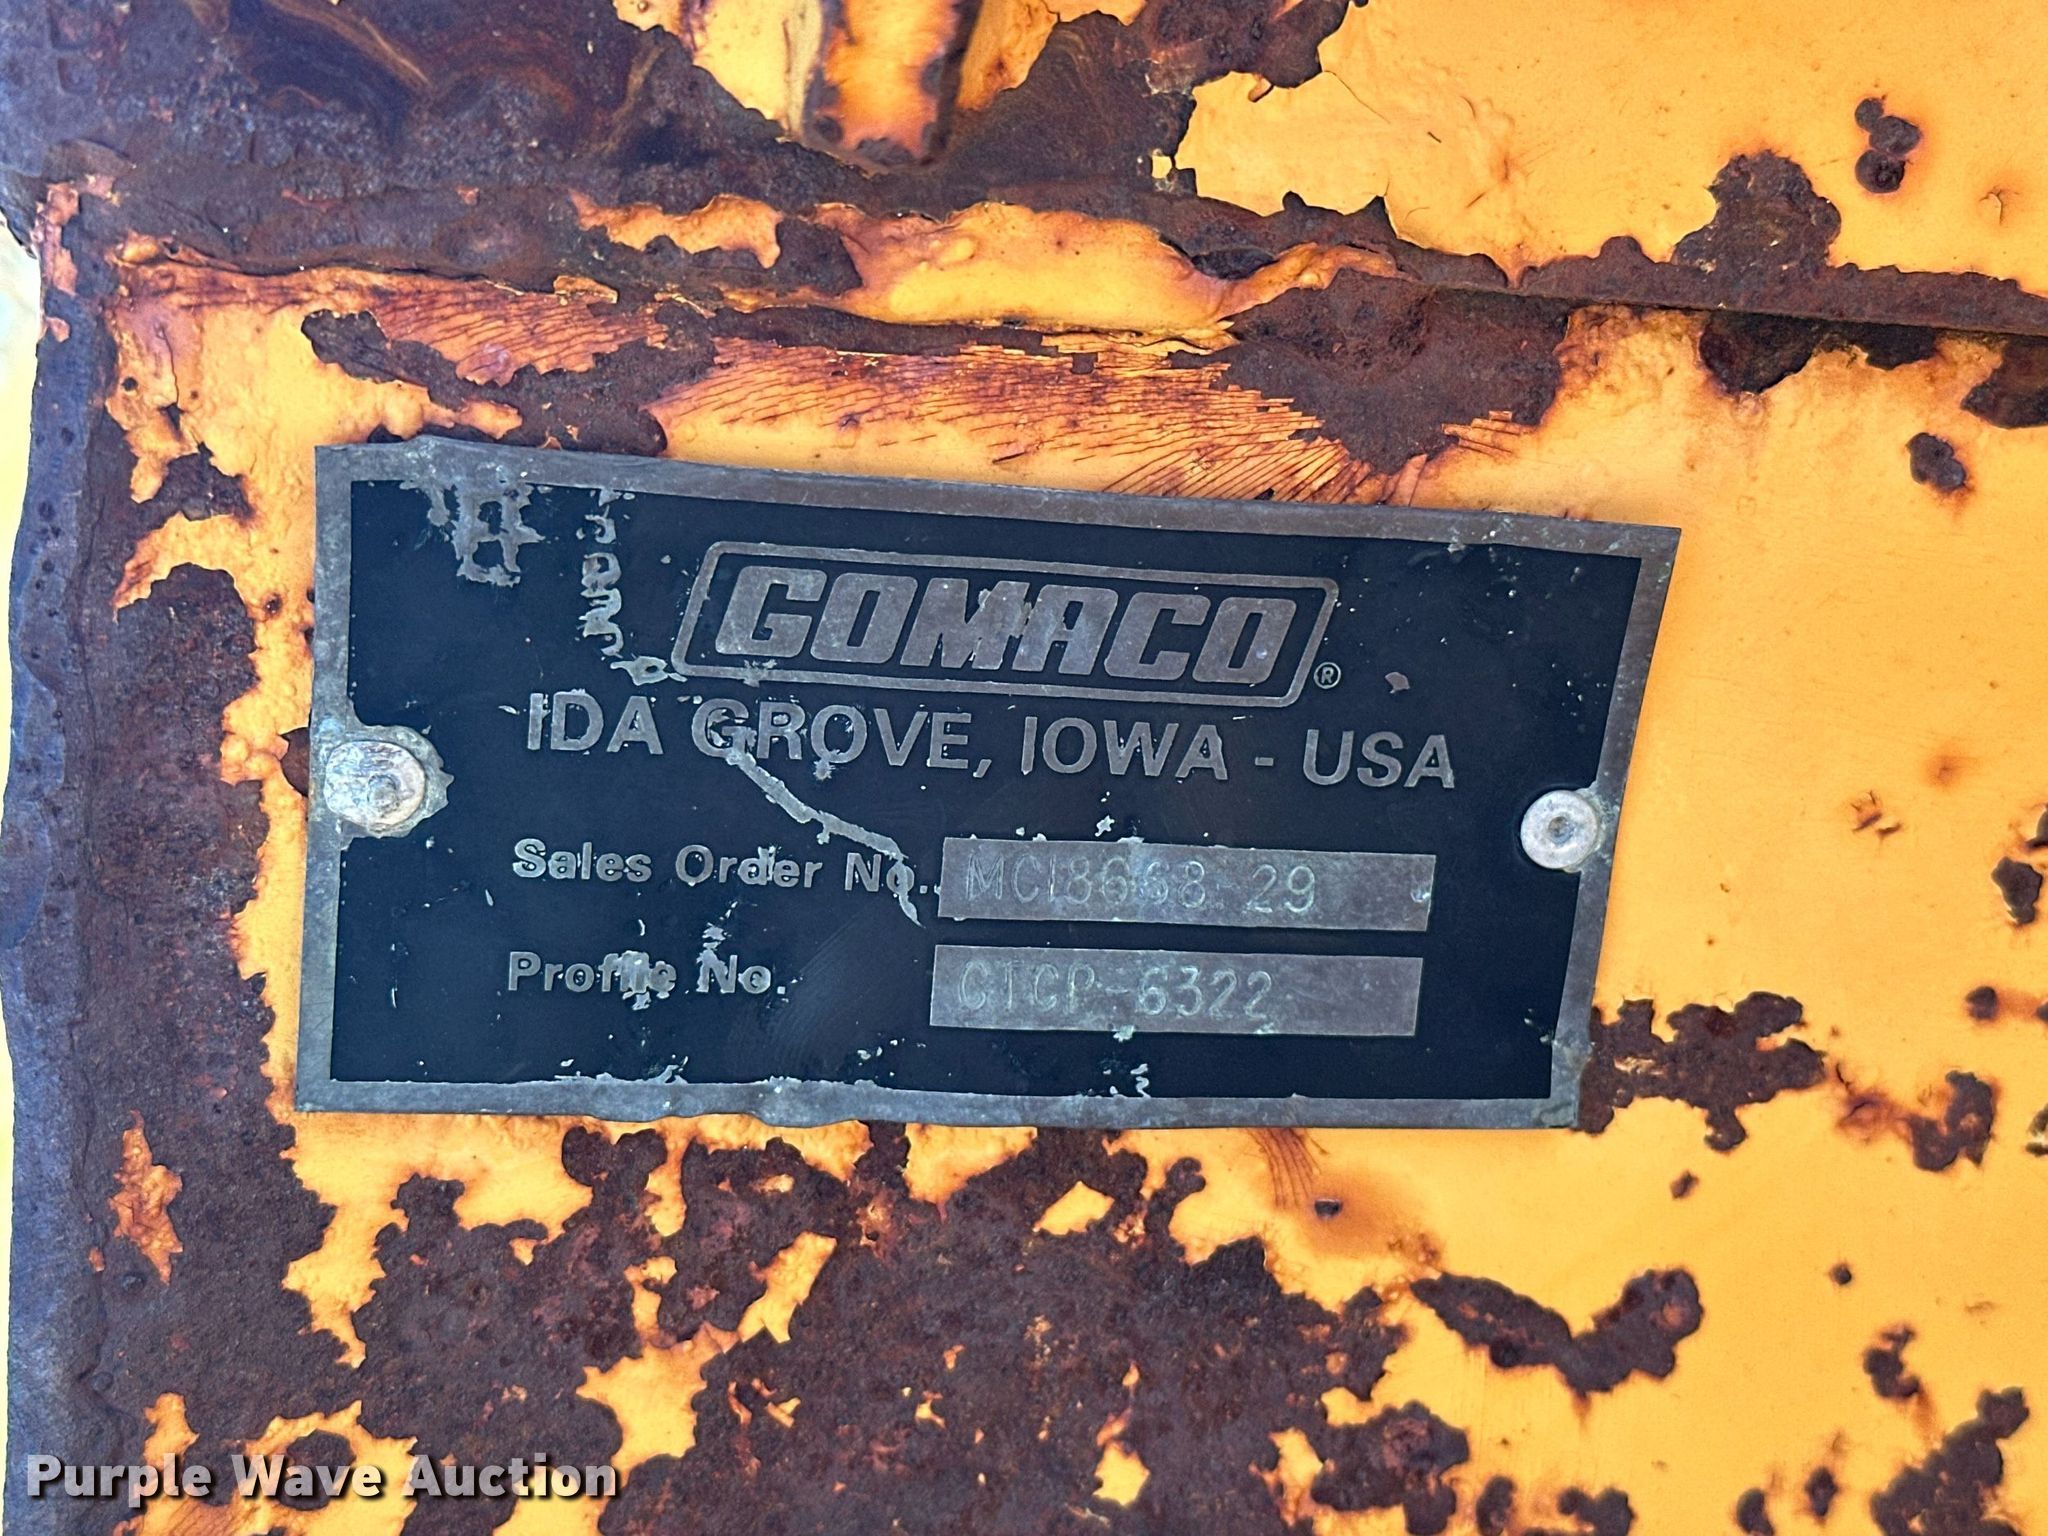 GOMACO®
IDA GROVE, IOWA - USA
Sales Order No.. MC18668 29
Profile No. CTCP-6322
Purple Wave Auction